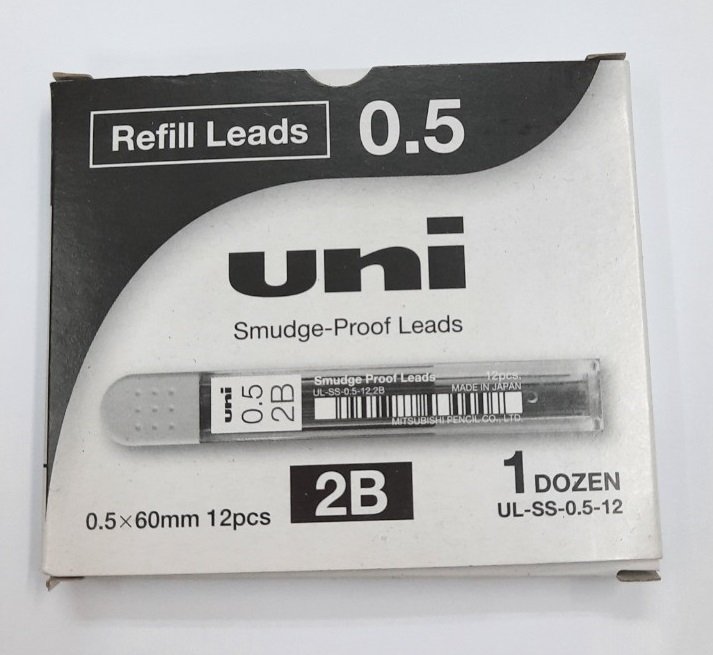 Refill Leads 0.5
uni
Smudge-Proof Leads
uni
0.5
2B
Smudge Proof Leads 12pcs.
UL-SS-0.5-12 2B MADE IN JAPAN
MITSUBISHI PENCIL CO., LTD.
0.5×60mm 12pcs
2B
1 DOZEN
UL-SS-0.5-12